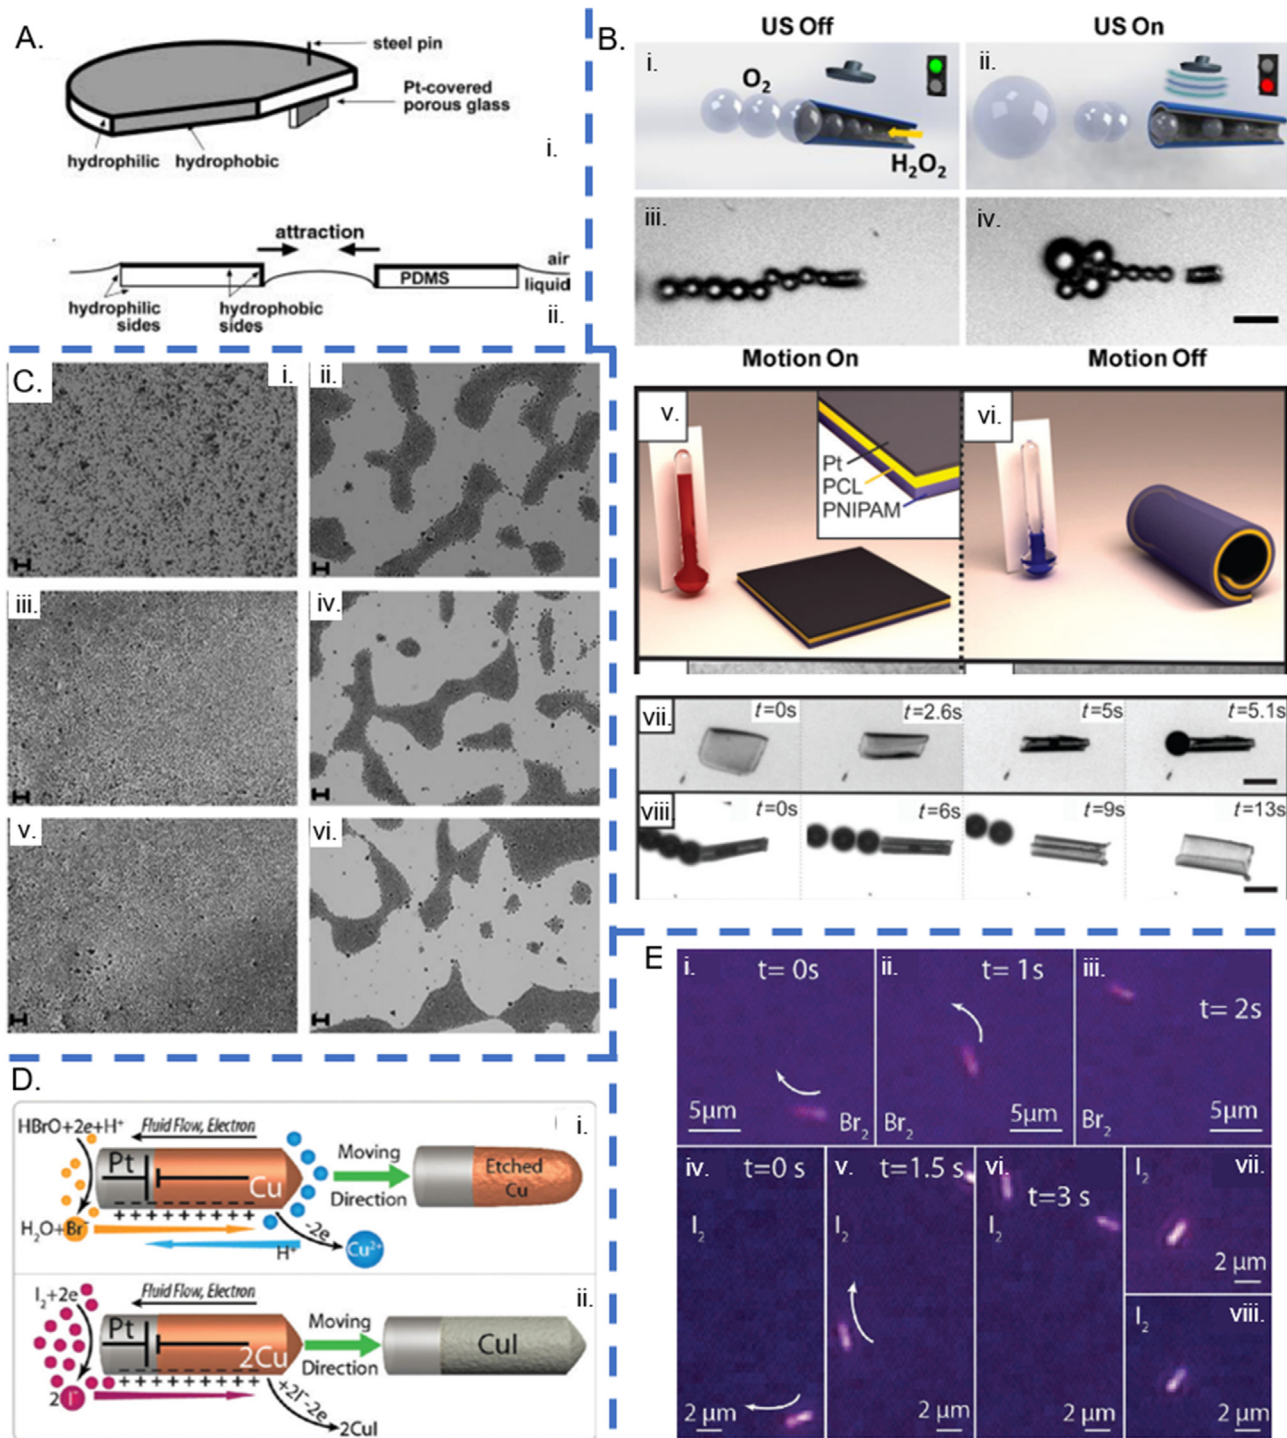 A.
steel pin
Pt-covered
porous glass
hydrophilic
hydrophobic
i.
attraction
air
PDMS
liquid
hydrophilic
sides
hydrophobic
sides
ii.
B.
US Off
US On
i.
O2
H2O2
ii.
iii.
iv.
Motion On
Motion Off
v.
Pt
PCL
PNIPAM
vi.
vii.
t=0s
t=2.6s
t=5s
t=5.1s
viii.
t=0s
t=6s
t=9s
t=13s
C.
i.
ii.
iii.
iv.
v.
vi.
D.
HBrO+2e+H⁺
Fluid Flow, Electron
i.
Pt
Cu
Moving
Direction
Etched
Cu
− − − − − − − − − −
+ + + + + + + + +
H2O+Br⁻
H⁺
-2e
Cu²⁺
I2+2e
Fluid Flow, Electron
ii.
Pt
2Cu
Moving
Direction
CuI
− − − − − − − − − −
+ + + + + + + + +
2 I⁻
+2I⁻-2e
2CuI
E
i.
t= 0s
5µm
Br2
ii.
t= 1s
Br2
5µm
iii.
t= 2s
5µm
iv.
t=0 s
I2
2 µm
v.
t=1.5 s
I2
2 µm
vi.
t=3 s
I2
2 µm
I2
vii.
2 µm
I2
viii.
2 µm